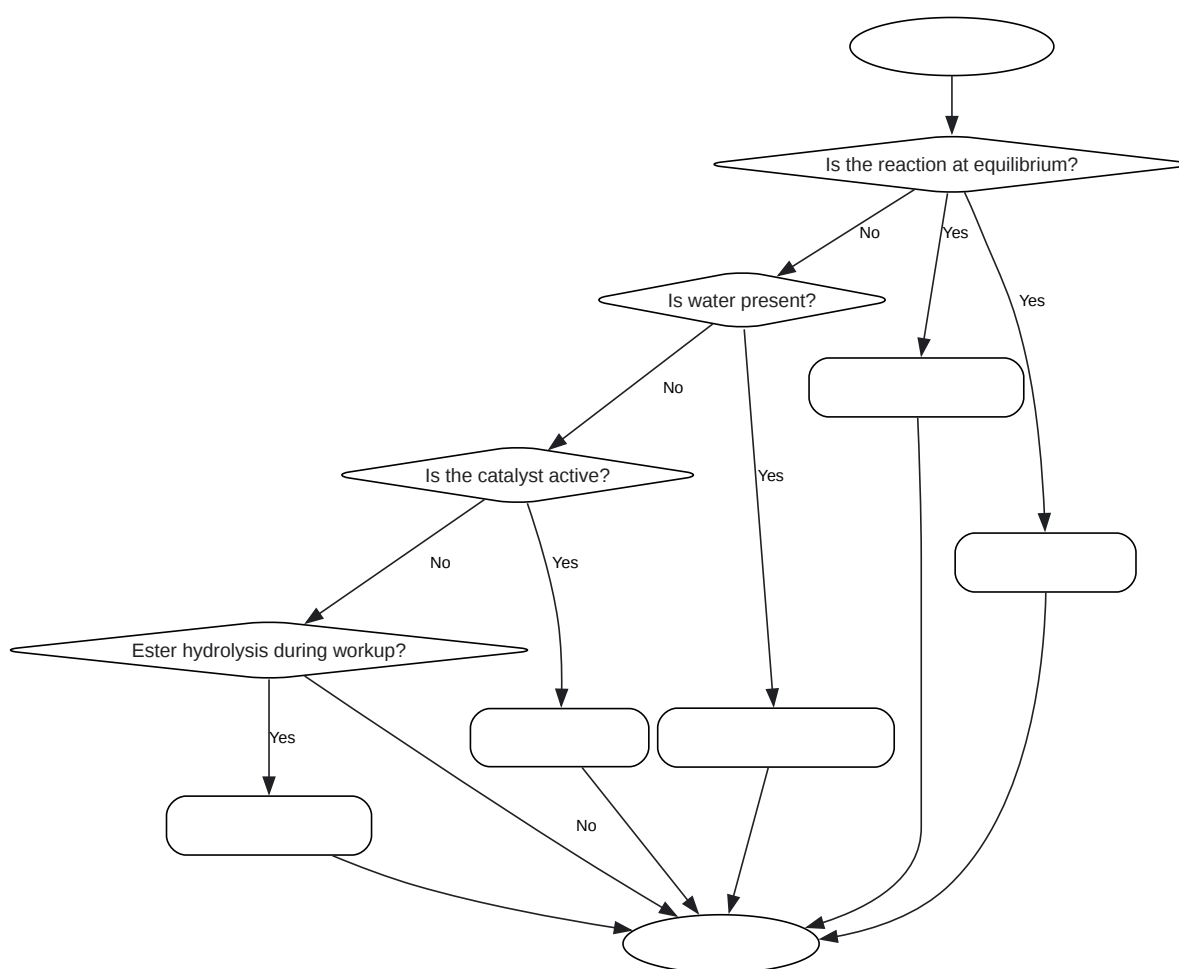 Is the reaction at equilibrium?
No
Yes
Is water present?
Yes
No
Is the catalyst active?
Yes
No
Yes
Ester hydrolysis during workup?
Yes
No